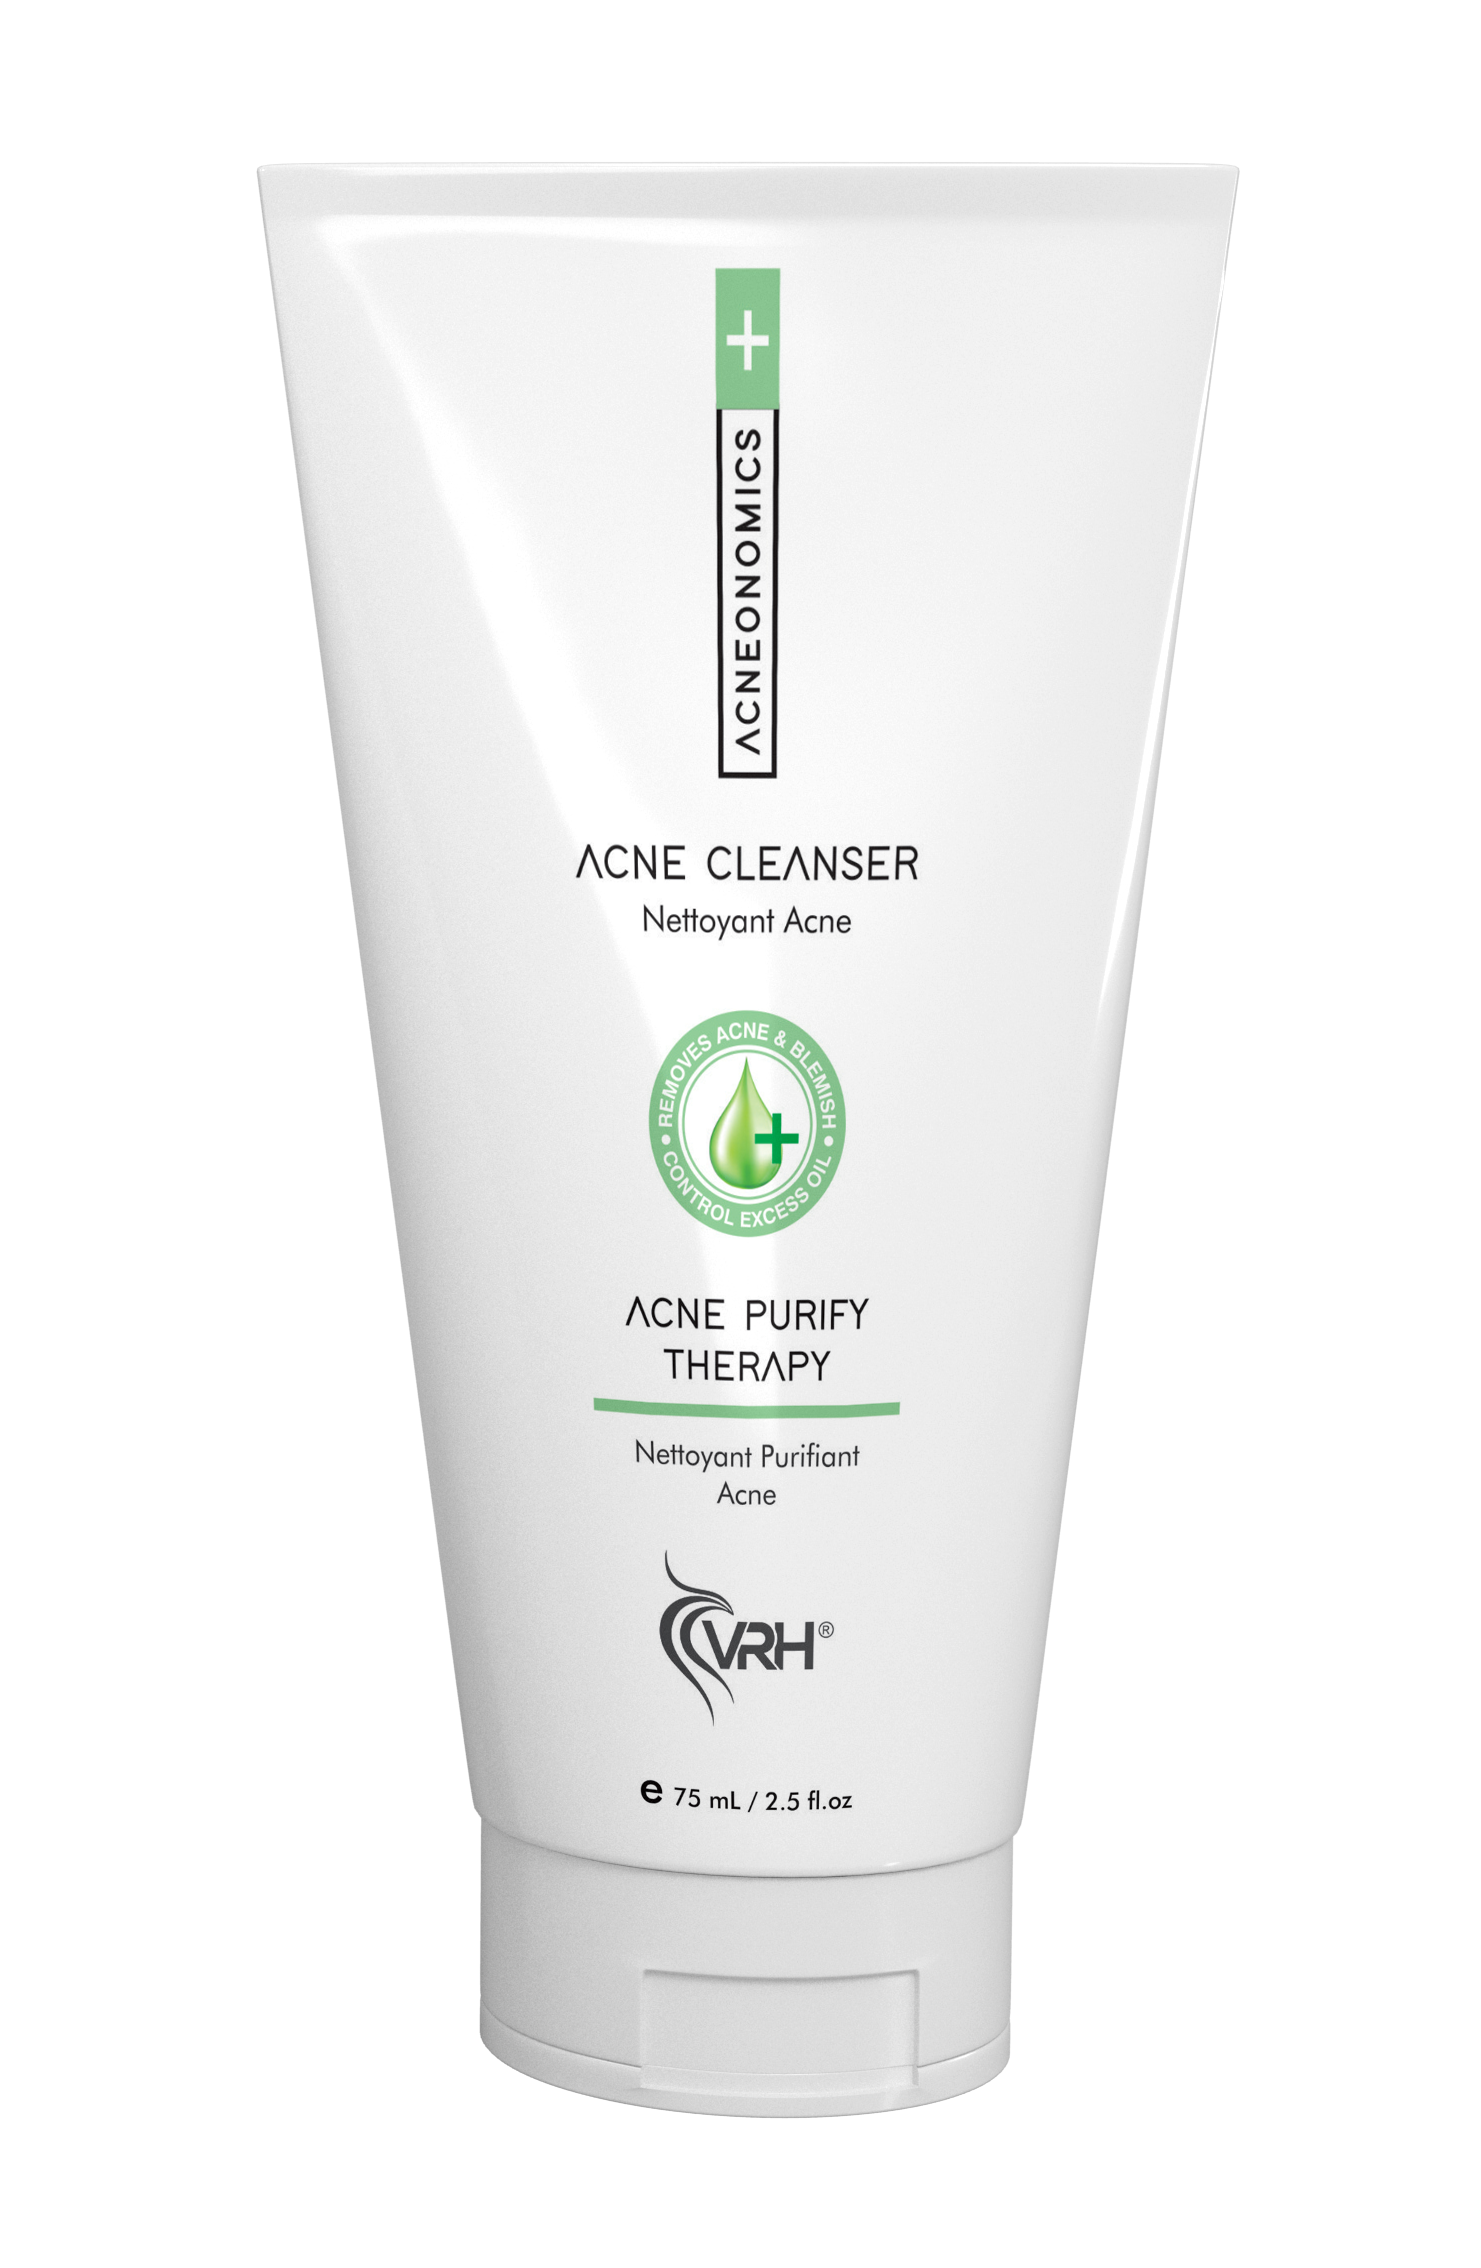 +
ACNEONOMICS
ACNE CLEANSER
Nettoyant Acne
• REMOVES ACNE & BLEMISH •
CONTROL EXCESS OIL
+
ACNE PURIFY
THERAPY
Nettoyant Purifiant
Acne
VRH®
e 75 mL / 2.5 fl.oz